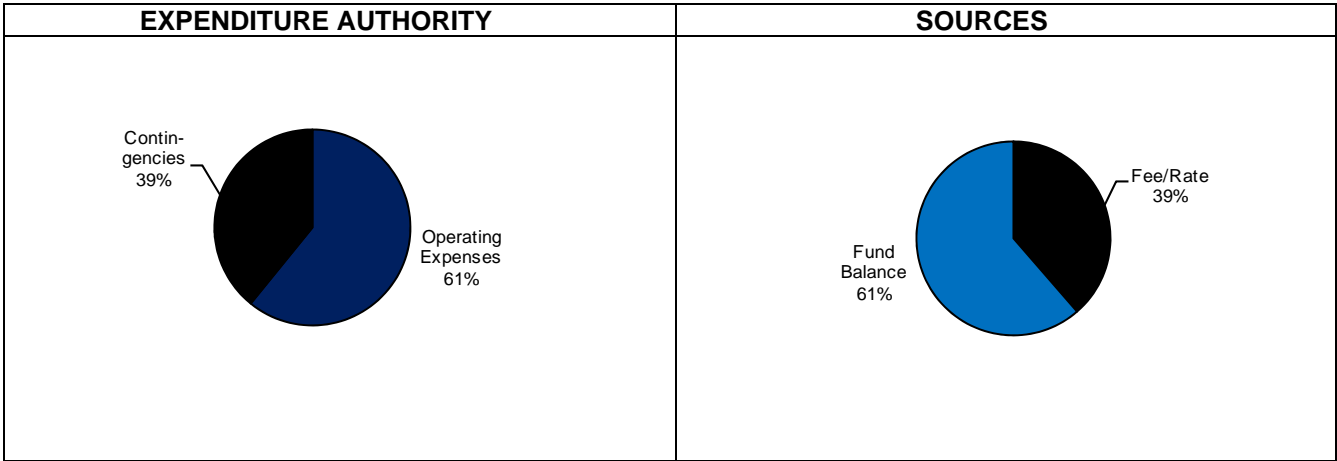 EXPENDITURE AUTHORITY
Contin-
gencies
39%
Operating
Expenses
61%
SOURCES
Fee/Rate
39%
Fund
Balance
61%